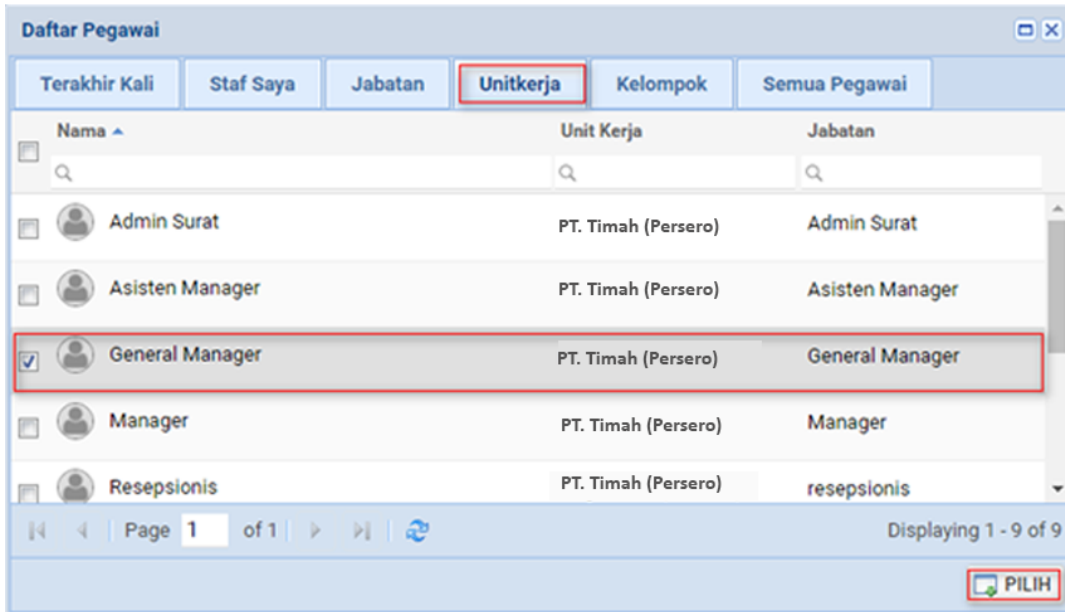 Daftar Pegawai
Terakhir Kali Staf Saya Jabatan Unitkerja Kelompok Semua Pegawai
Nama Unit Kerja Jabatan
Admin Surat PT. Timah (Persero) Admin Surat
Asisten Manager PT. Timah (Persero) Asisten Manager
General Manager PT. Timah (Persero) General Manager
Manager PT. Timah (Persero) Manager
Resepsionis PT. Timah (Persero) resepsionis
Page 1 of 1 Displaying 1 - 9 of 9
PILIH